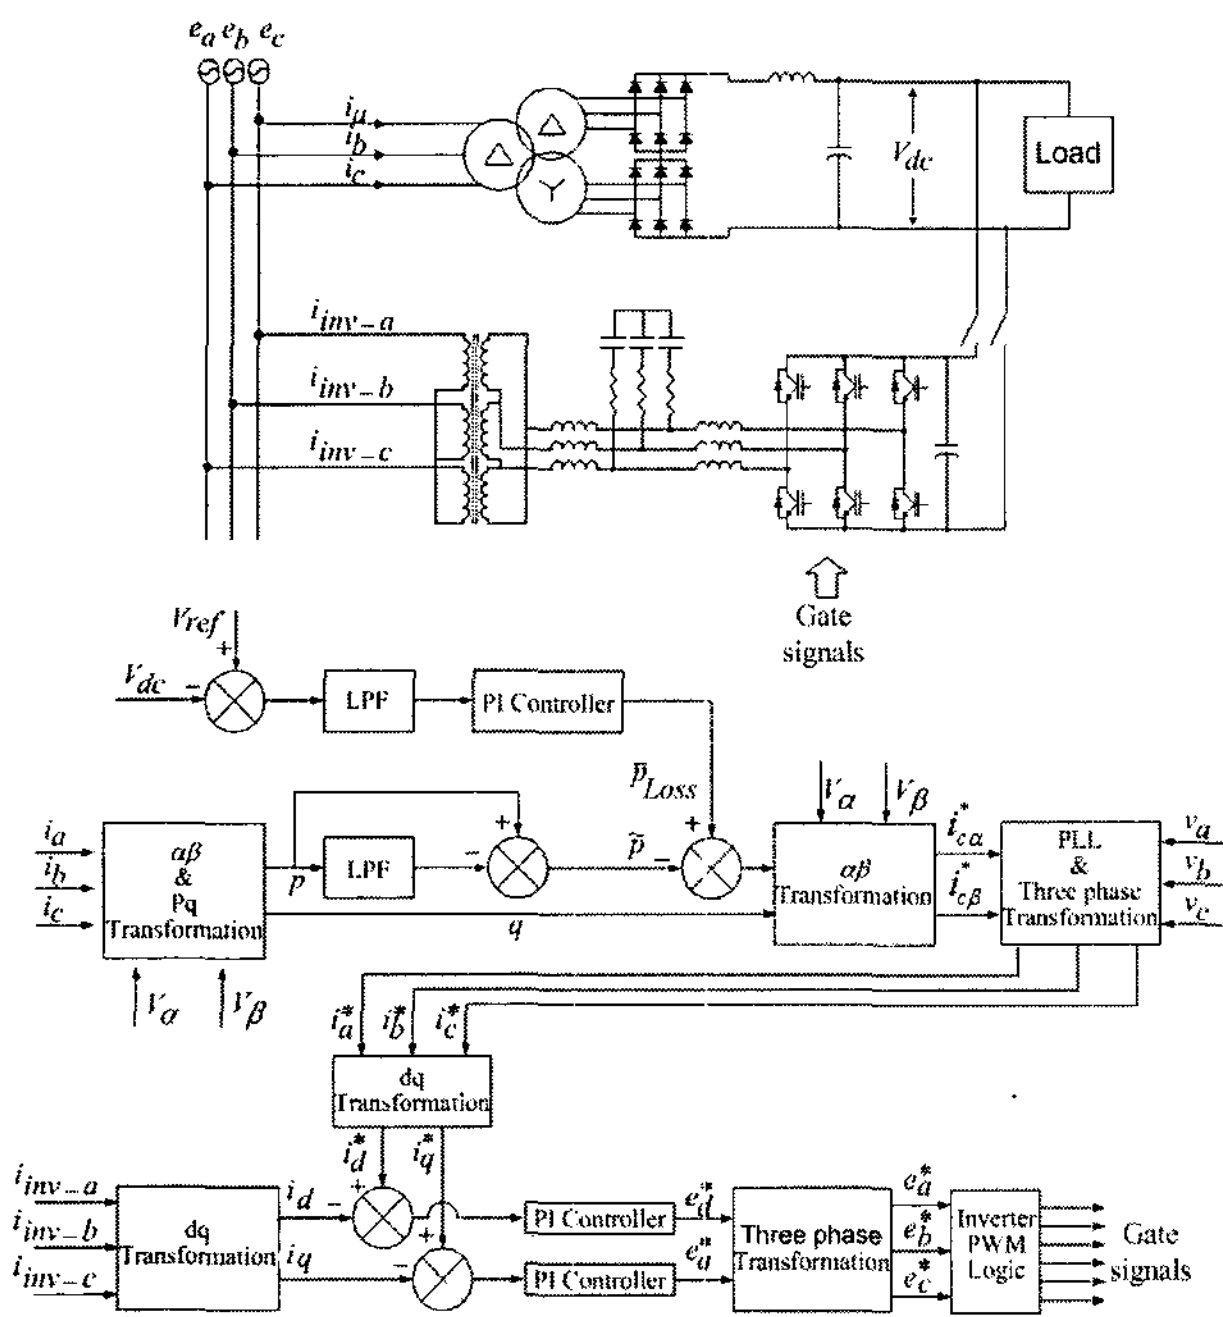 e_a e_b e_c
i_μ
i_b
i_c
Δ
Δ
Y
V_dc
Load
i_inv-a
i_inv-b
i_inv-c
Gate
signals
V_ref
+
V_dc
−
LPF
PI Controller
p̄_Loss
V_α
V_β
i_a
i_b
i_c
αβ
&
pq
Transformation
p
LPF
+
−
p̃
−
+
αβ
Transformation
i*_cα
i*_cβ
PLL
&
Three phase
Transformation
v_a
v_b
v_c
q
V_α
V_β
i*_a
i*_b
i*_c
dq
Transformation
i*_d
i*_q
i_inv-a
i_inv-b
i_inv-c
dq
Transformation
i_d
−
+
i_q
−
+
PI Controller
PI Controller
e*_d
e*_a
Three phase
Transformation
e*_a
e*_b
e*_c
Inverter
PWM
Logic
Gate
signals